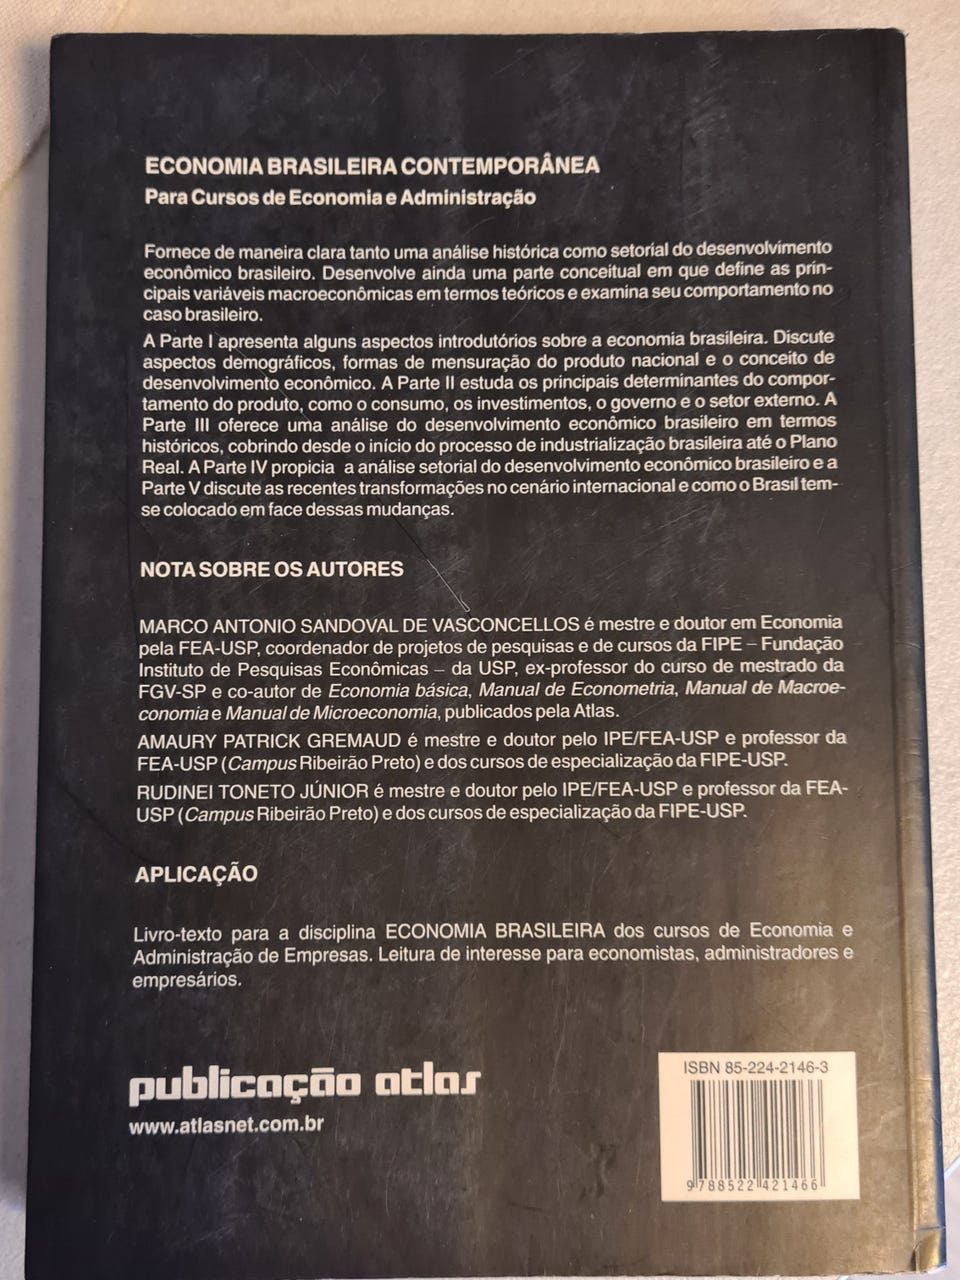 ECONOMIA BRASILEIRA CONTEMPORÂNEA
Para Cursos de Economia e Administração
Fornece de maneira clara tanto uma análise histórica como setorial do desenvolvimento
econômico brasileiro. Desenvolve ainda uma parte conceitual em que define as prin-
cipais variáveis macroeconômicas em termos teóricos e examina seu comportamento no
caso brasileiro.
A Parte I apresenta alguns aspectos introdutórios sobre a economia brasileira. Discute
aspectos demográficos, formas de mensuração do produto nacional e o conceito de
desenvolvimento econômico. A Parte II estuda os principais determinantes do compor-
tamento do produto, como o consumo, os investimentos, o governo e o setor externo. A
Parte III oferece uma análise do desenvolvimento econômico brasileiro em termos
históricos, cobrindo desde o início do processo de industrialização brasileira até o Plano
Real. A Parte IV propicia a análise setorial do desenvolvimento econômico brasileiro e a
Parte V discute as recentes transformações no cenário internacional e como o Brasil tem-
se colocado em face dessas mudanças.
NOTA SOBRE OS AUTORES
MARCO ANTONIO SANDOVAL DE VASCONCELLOS é mestre e doutor em Economia
pela FEA-USP, coordenador de projetos de pesquisas e de cursos da FIPE – Fundação
Instituto de Pesquisas Econômicas – da USP, ex-professor do curso de mestrado da
FGV-SP e co-autor de Economia básica, Manual de Econometria, Manual de Macroe-
conomia e Manual de Microeconomia, publicados pela Atlas.
AMAURY PATRICK GREMAUD é mestre e doutor pelo IPE/FEA-USP e professor da
FEA-USP (Campus Ribeirão Preto) e dos cursos de especialização da FIPE-USP.
RUDINEI TONETO JÚNIOR é mestre e doutor pelo IPE/FEA-USP e professor da FEA-
USP (Campus Ribeirão Preto) e dos cursos de especialização da FIPE-USP.
APLICAÇÃO
Livro-texto para a disciplina ECONOMIA BRASILEIRA dos cursos de Economia e
Administração de Empresas. Leitura de interesse para economistas, administradores e
empresários.
publicação atlas
www.atlasnet.com.br
ISBN 85-224-2146-3
9 788522 421466